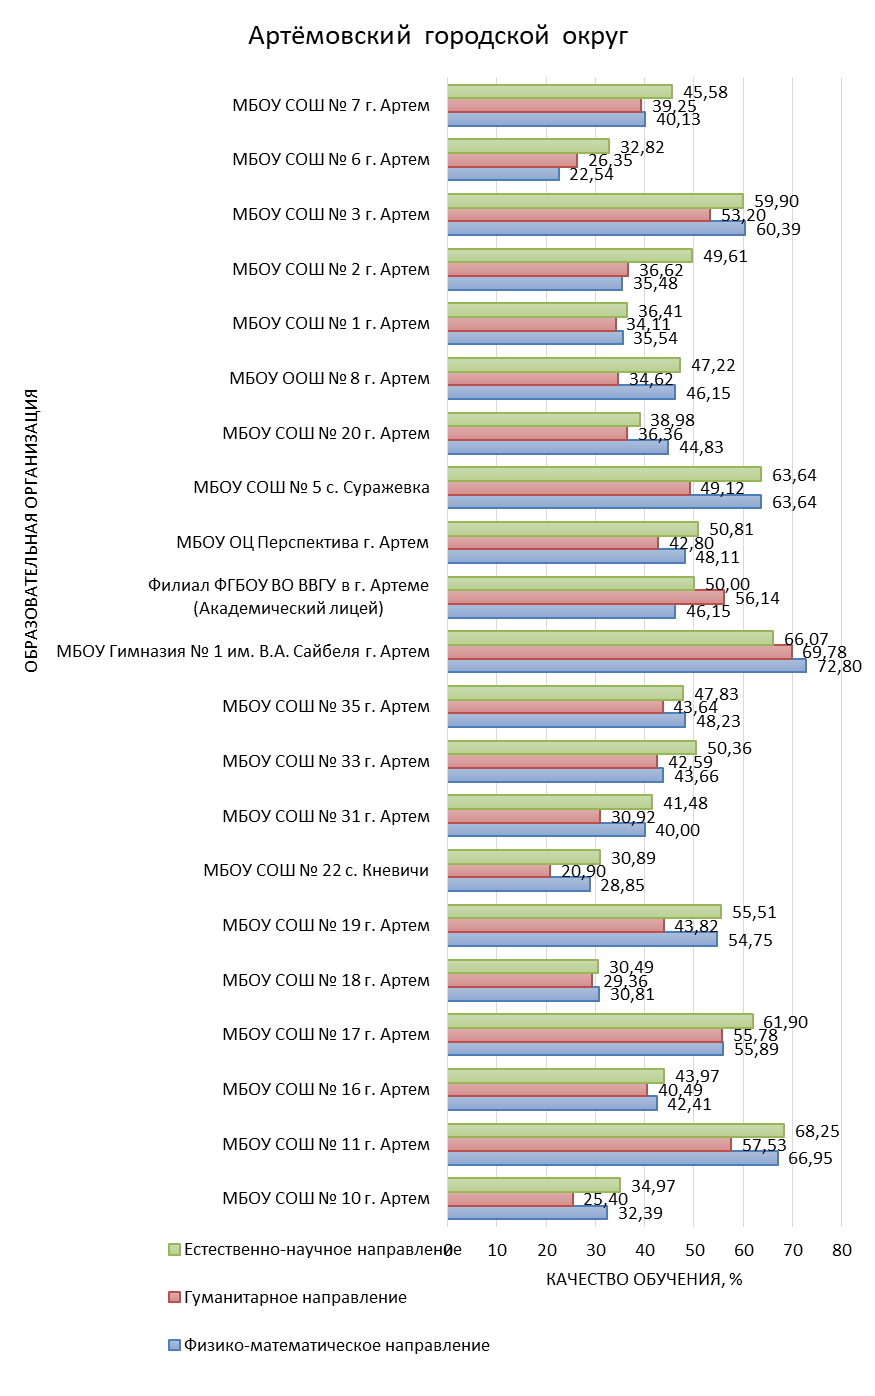 Артёмовский городской округ
ОБРАЗОВАТЕЛЬНАЯ ОРГАНИЗАЦИЯ
МБОУ СОШ № 7 г. Артем
45,58
39,25
40,13
МБОУ СОШ № 6 г. Артем
32,82
26,35
22,54
МБОУ СОШ № 3 г. Артем
59,90
53,20
60,39
МБОУ СОШ № 2 г. Артем
49,61
36,62
35,48
МБОУ СОШ № 1 г. Артем
36,41
34,11
35,54
МБОУ ООШ № 8 г. Артем
47,22
34,62
46,15
МБОУ СОШ № 20 г. Артем
38,98
36,36
44,83
МБОУ СОШ № 5 с. Суражевка
63,64
49,12
63,64
МБОУ ОЦ Перспектива г. Артем
50,81
42,80
48,11
Филиал ФГБОУ ВО ВВГУ в г. Артеме
(Академический лицей)
50,00
56,14
46,15
МБОУ Гимназия № 1 им. В.А. Сайбеля г. Артем
66,07
69,78
72,80
МБОУ СОШ № 35 г. Артем
47,83
43,64
48,23
МБОУ СОШ № 33 г. Артем
50,36
42,59
43,66
МБОУ СОШ № 31 г. Артем
41,48
30,92
40,00
МБОУ СОШ № 22 с. Кневичи
30,89
20,90
28,85
МБОУ СОШ № 19 г. Артем
55,51
43,82
54,75
МБОУ СОШ № 18 г. Артем
30,49
29,36
30,81
МБОУ СОШ № 17 г. Артем
61,90
55,78
55,89
МБОУ СОШ № 16 г. Артем
43,97
40,49
42,41
МБОУ СОШ № 11 г. Артем
68,25
57,53
66,95
МБОУ СОШ № 10 г. Артем
34,97
25,40
32,39
0 10 20 30 40 50 60 70 80
КАЧЕСТВО ОБУЧЕНИЯ, %
Естественно-научное направление
Гуманитарное направление
Физико-математическое направление